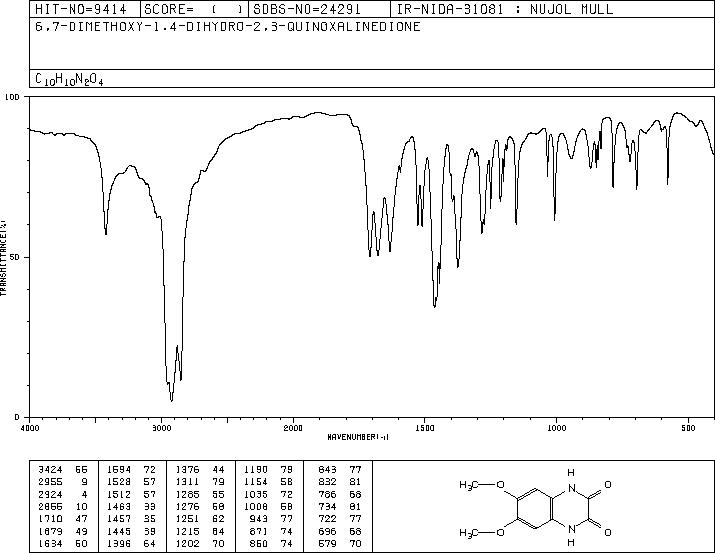 HIT-NO=9414 SCORE= ( ) SDBS-NO=24291 IR-NIDA-31081 : NUJOL MULL
6,7-DIMETHOXY-1,4-DIHYDRO-2,3-QUINOXALINEDIONE
C10H10N2O4
100
50
0
TRANSMITTANCE(%)
4000 3000 2000 1500 1000 500
WAVENUMBER(-1)
3424 55 1594 72 1376 44 1190 79 843 77
2955 9 1528 57 1311 79 1154 58 832 81
2924 4 1512 57 1285 55 1035 72 786 68
2855 10 1463 33 1276 58 1008 58 734 81
1710 47 1457 35 1251 62 943 77 722 77
1679 49 1445 39 1215 64 871 74 696 68
1634 50 1396 64 1202 70 850 74 579 70
H3C O H N O
H3C O N H O